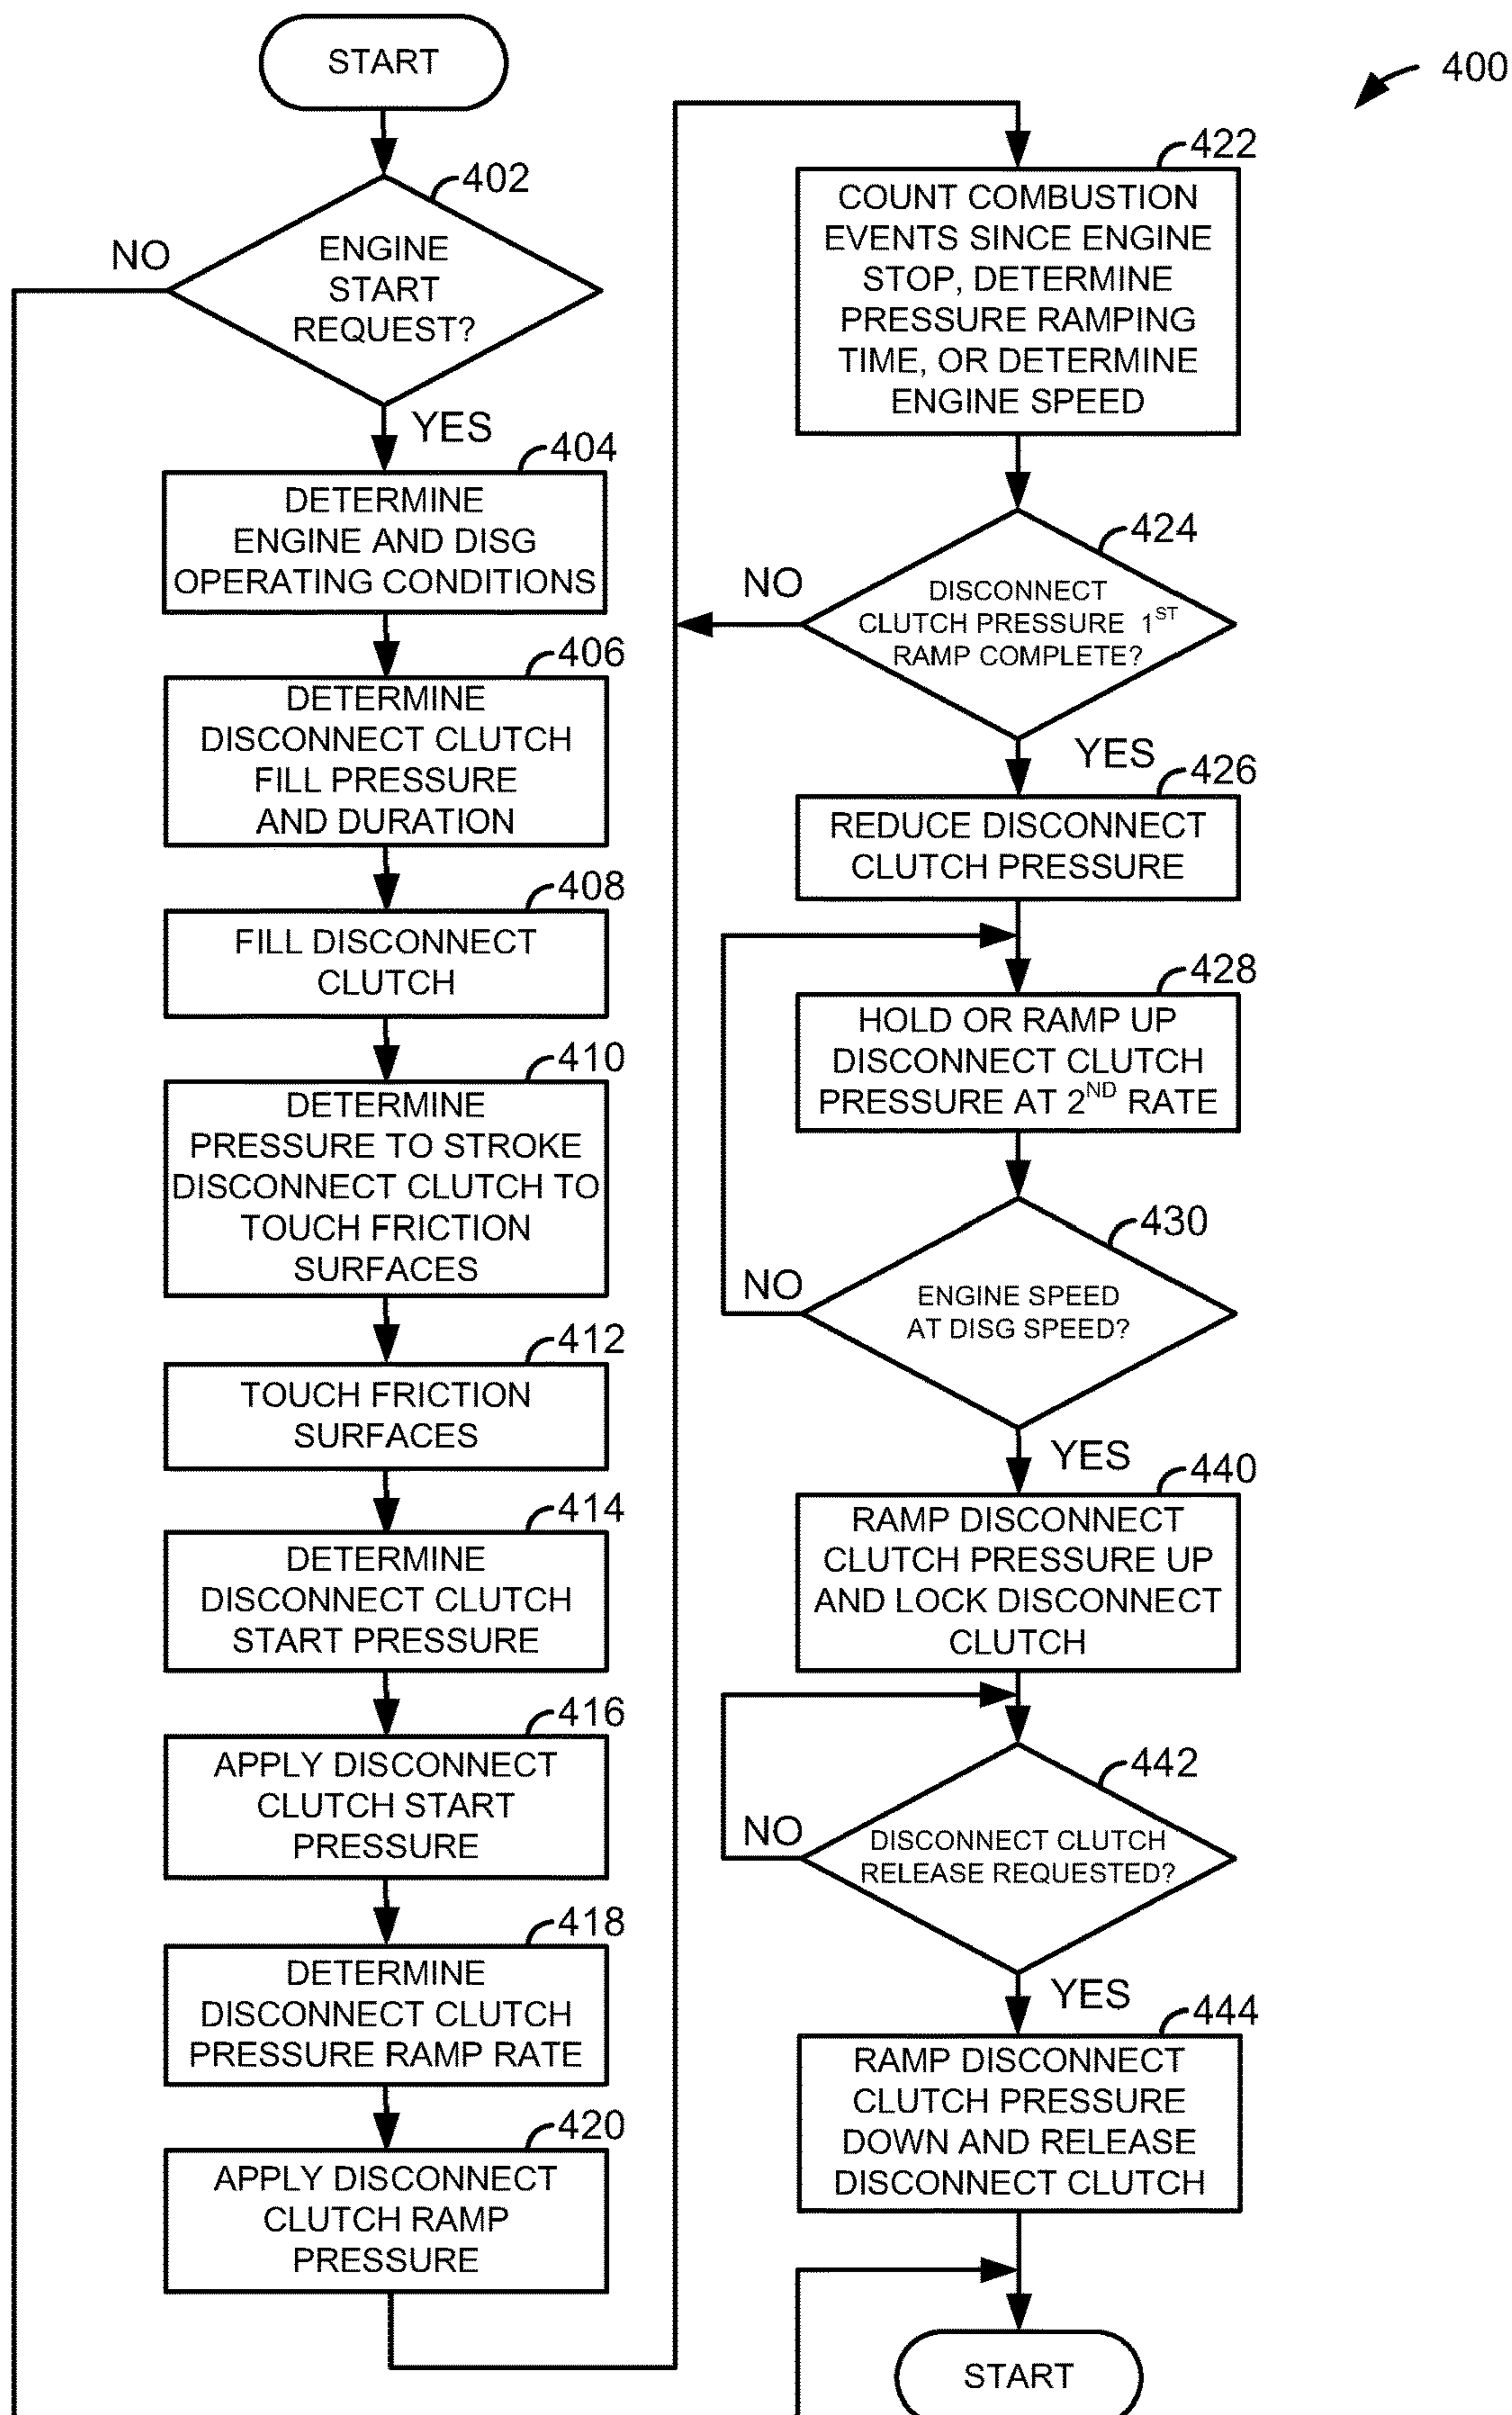 START
402
NO
ENGINE
START
REQUEST?
YES
404
DETERMINE
ENGINE AND DISG
OPERATING CONDITIONS
406
DETERMINE
DISCONNECT CLUTCH
FILL PRESSURE
AND DURATION
408
FILL DISCONNECT
CLUTCH
410
DETERMINE
PRESSURE TO STROKE
DISCONNECT CLUTCH TO
TOUCH FRICTION
SURFACES
412
TOUCH FRICTION
SURFACES
414
DETERMINE
DISCONNECT CLUTCH
START PRESSURE
416
APPLY DISCONNECT
CLUTCH START
PRESSURE
418
DETERMINE
DISCONNECT CLUTCH
PRESSURE RAMP RATE
420
APPLY DISCONNECT
CLUTCH RAMP
PRESSURE
400
422
COUNT COMBUSTION
EVENTS SINCE ENGINE
STOP, DETERMINE
PRESSURE RAMPING
TIME, OR DETERMINE
ENGINE SPEED
424
NO
DISCONNECT
CLUTCH PRESSURE 1ST
RAMP COMPLETE?
YES
426
REDUCE DISCONNECT
CLUTCH PRESSURE
428
HOLD OR RAMP UP
DISCONNECT CLUTCH
PRESSURE AT 2ND RATE
430
NO
ENGINE SPEED
AT DISG SPEED?
YES
440
RAMP DISCONNECT
CLUTCH PRESSURE UP
AND LOCK DISCONNECT
CLUTCH
442
NO
DISCONNECT CLUTCH
RELEASE REQUESTED?
YES
444
RAMP DISCONNECT
CLUTCH PRESSURE
DOWN AND RELEASE
DISCONNECT CLUTCH
START